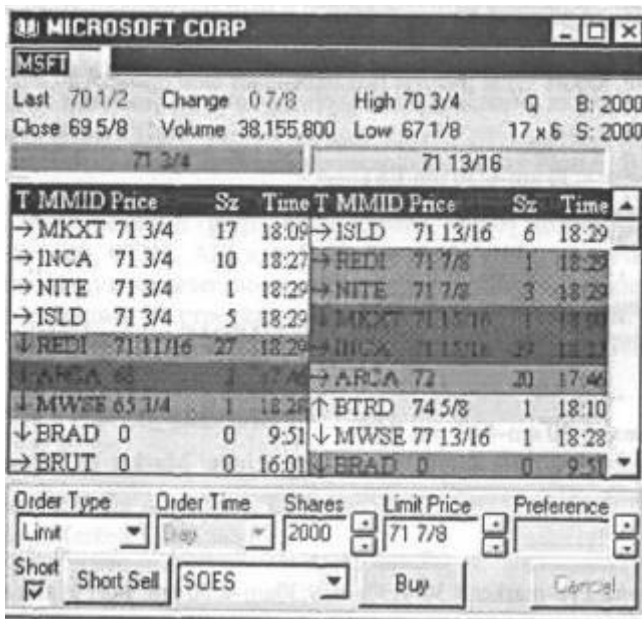 MICROSOFT CORP
MSFT
Last 70 1/2 Change 0 7/8 High 70 3/4 Q B: 2000
Close 69 5/8 Volume 38,155,800 Low 67 1/8 17 x 6 S: 2000
71 3/4 71 13/16
T MMID Price Sz Time T MMID Price Sz Time
→ MKXT 71 3/4 17 18:09 → ISLD 71 13/16 6 18:29
→ INCA 71 3/4 10 18:27 → REDI 71 7/8 1 18:29
→ NITE 71 3/4 1 18:29 → NITE 71 7/8 3 18:29
→ ISLD 71 3/4 5 18:29 ↓ MKXT 71 15/16 1
↓ REDI 71 11/16 27 18:29 → INCA 71 15/16
↓ ARCA 17:46 → ARCA 72 20 17:46
↓ MWSE 65 3/4 1 18:28 ↑ BTRD 74 5/8 1 18:10
↓ BRAD 0 0 9:51 ↓ MWSE 77 13/16 1 18:28
→ BRUT 0 0 16:01 ↓ BRAD 0 0 9:51
Order Type Order Time Shares Limit Price Preference
Limit Day 2000 71 7/8
Short Short Sell SOES Buy Cancel